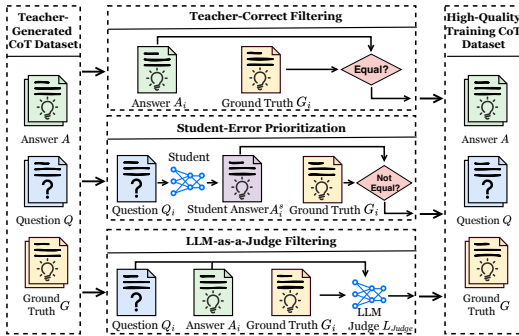 Teacher-
Generated
CoT Dataset
Answer A
?
Question Q
Ground
Truth G
Teacher-Correct Filtering
Answer A_i
Ground Truth G_i
Equal?
Student-Error Prioritization
?
Question Q_i
Student
Student Answer A_i^s
Ground Truth G_i
Not
Equal?
LLM-as-a-Judge Filtering
?
Question Q_i
Answer A_i
Ground Truth G_i
LLM
Judge L_Judge
High-Quality
Training CoT
Dataset
Answer A
?
Question Q
Ground
Truth G